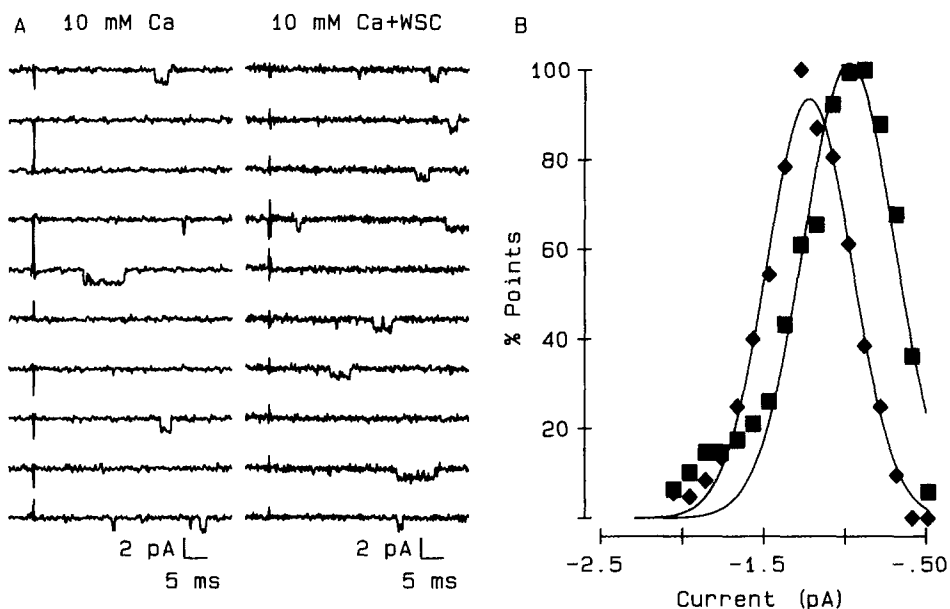 A
10 mM Ca
10 mM Ca+WSC
2 pA
5 ms
2 pA
5 ms
B
100
80
60
40
20
% Points
-2.5
-1.5
-.50
Current (pA)